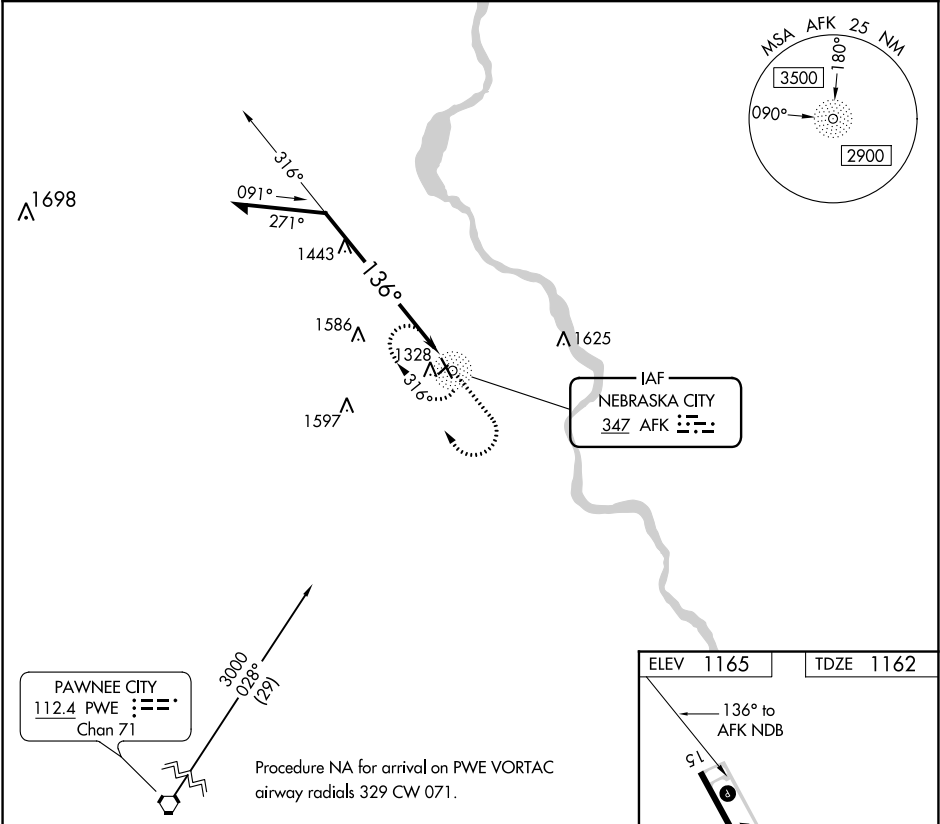 MSA AFK 25 NM
180°
3500
090°
2900
316°
1698
091°
271°
1443
136°
1586
1625
1328
316°
1597
IAF
NEBRASKA CITY
347 AFK
3000
028°
(29)
PAWNEE CITY
112.4 PWE
Chan 71
Procedure NA for arrival on PWE VORTAC
airway radials 329 CW 071.
ELEV 1165
TDZE 1162
136° to
AFK NDB
15
P